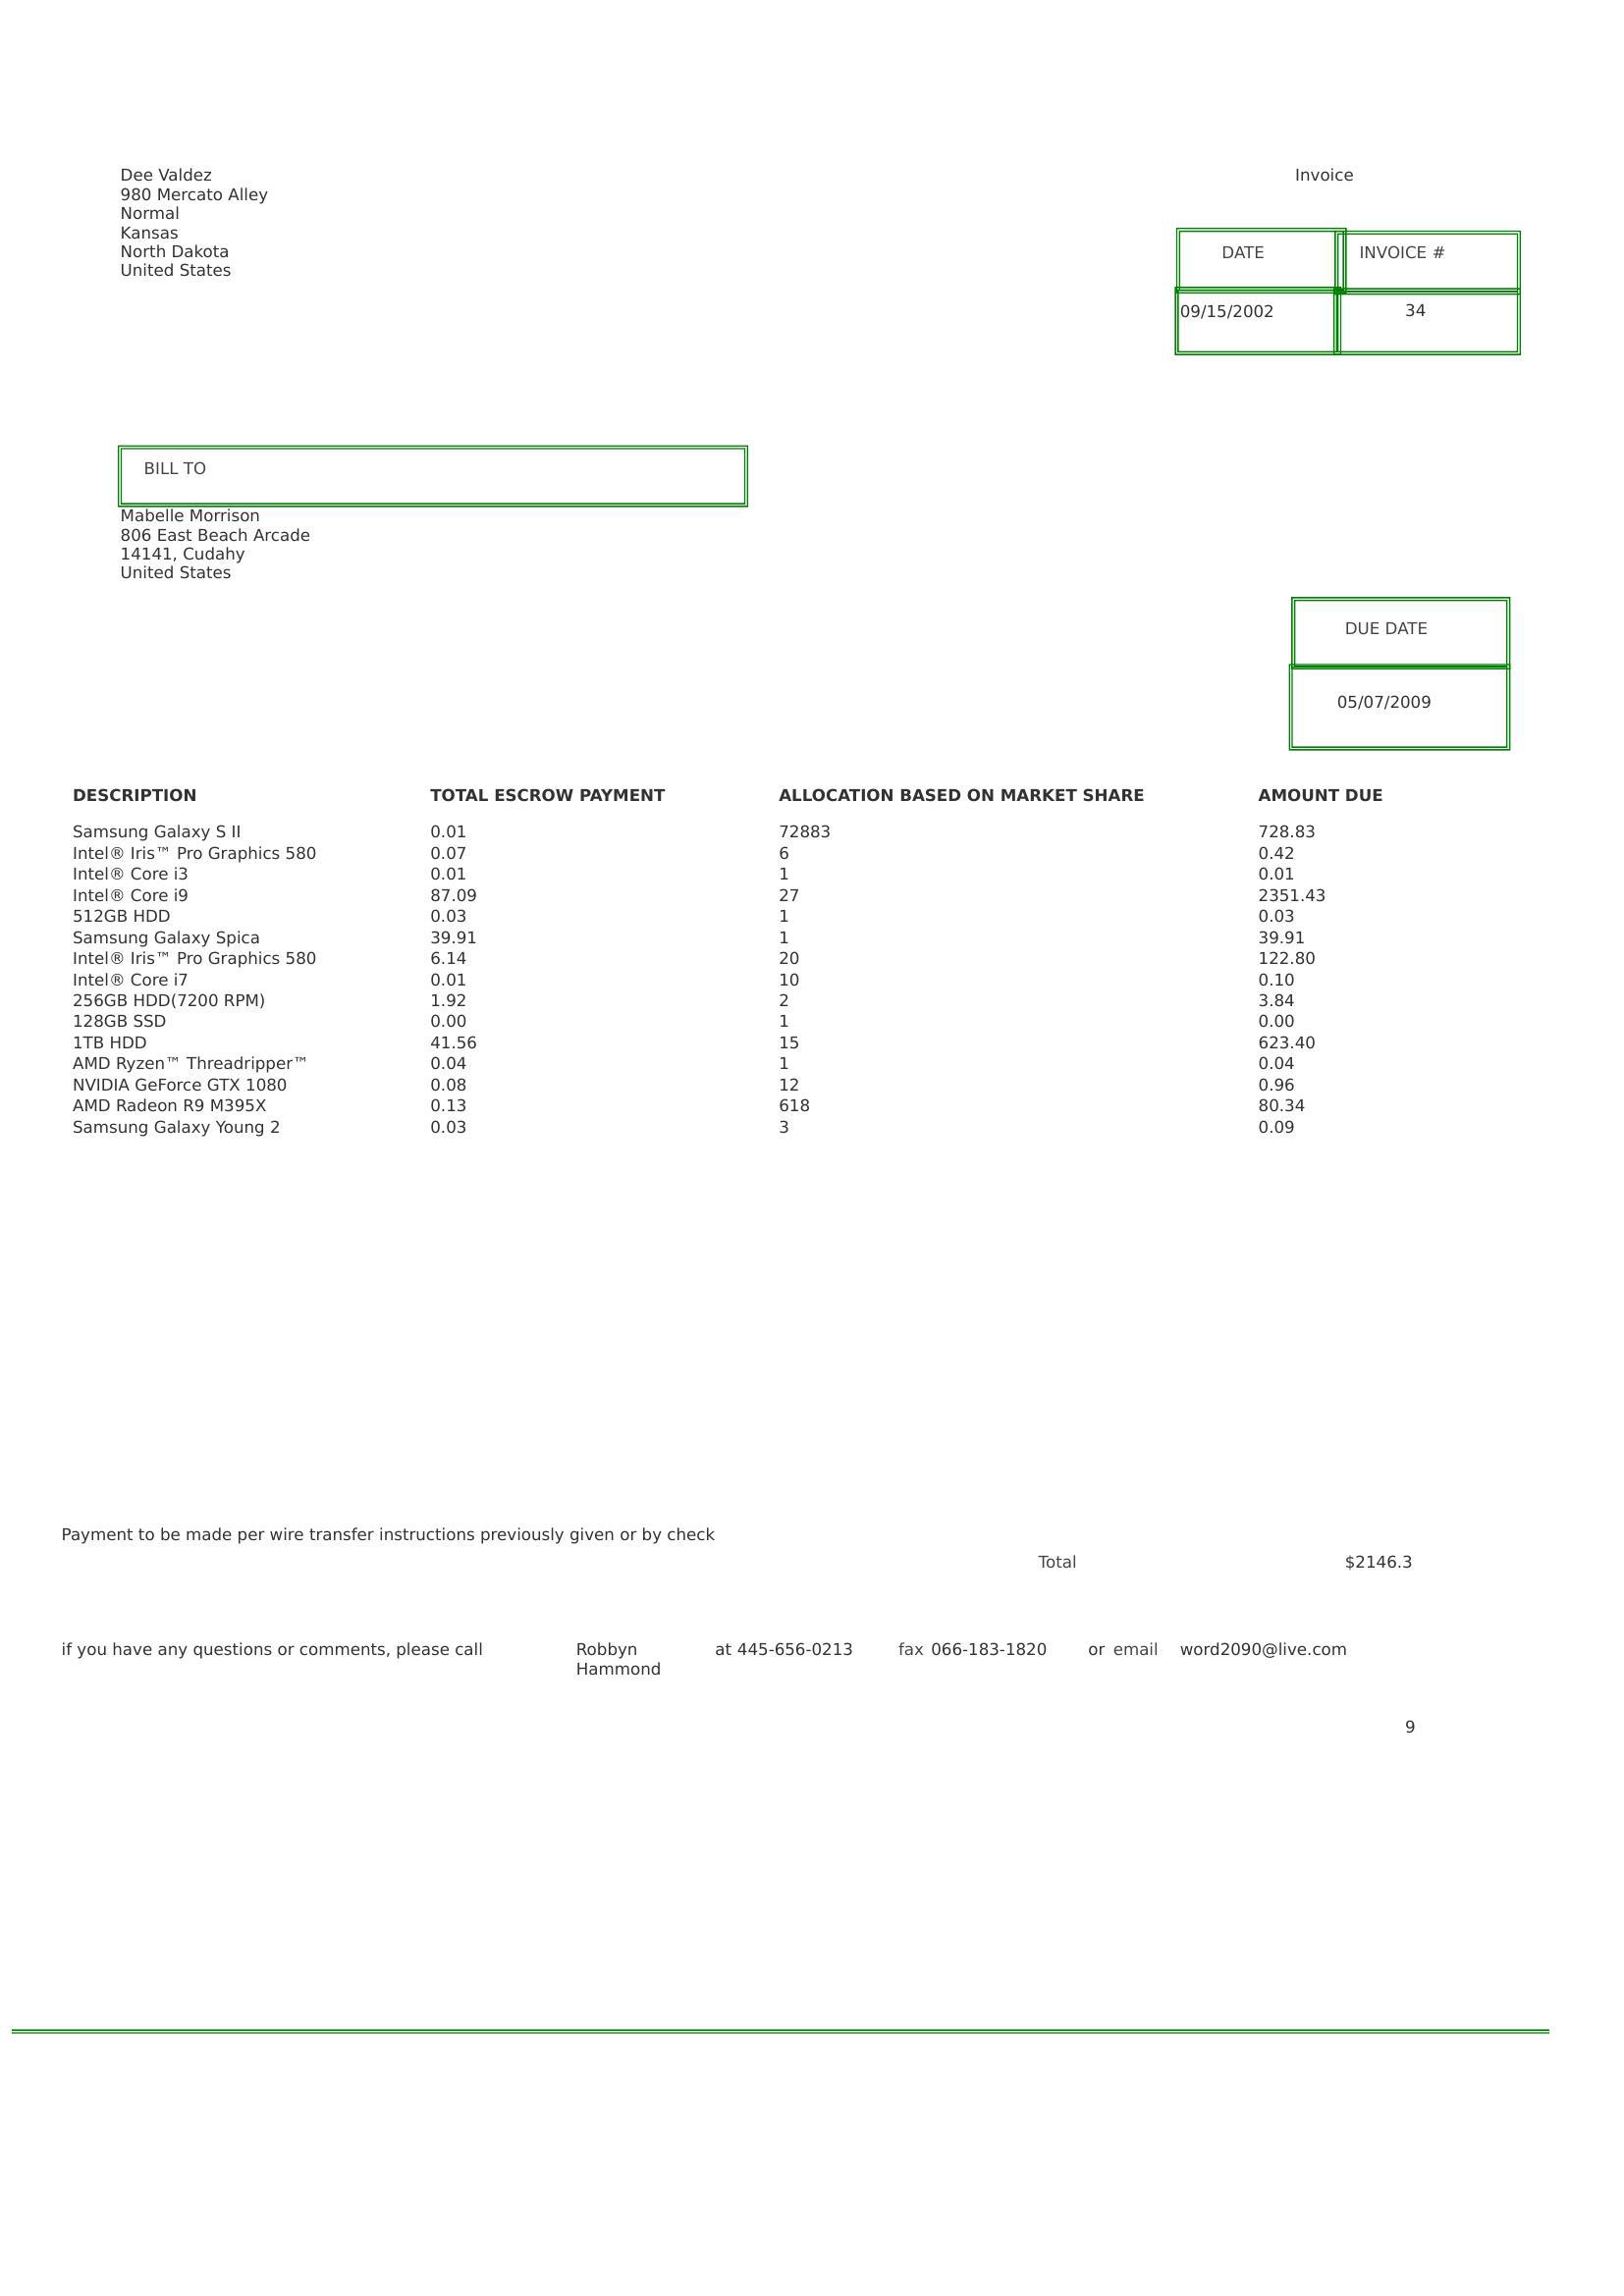 Dee Valdez
980 Mercato Alley
Normal
Kansas
North Dakota
United States
Invoice
DATE INVOICE #
09/15/2002 34
BILL TO
Mabelle Morrison
806 East Beach Arcade
14141, Cudahy
United States
DUE DATE
05/07/2009
DESCRIPTION TOTAL ESCROW PAYMENT ALLOCATION BASED ON MARKET SHARE AMOUNT DUE
Samsung Galaxy S II 0.01 72883 728.83
Intel® Iris™ Pro Graphics 580 0.07 6 0.42
Intel® Core i3 0.01 1 0.01
Intel® Core i9 87.09 27 2351.43
512GB HDD 0.03 1 0.03
Samsung Galaxy Spica 39.91 1 39.91
Intel® Iris™ Pro Graphics 580 6.14 20 122.80
Intel® Core i7 0.01 10 0.10
256GB HDD(7200 RPM) 1.92 2 3.84
128GB SSD 0.00 1 0.00
1TB HDD 41.56 15 623.40
AMD Ryzen™ Threadripper™ 0.04 1 0.04
NVIDIA GeForce GTX 1080 0.08 12 0.96
AMD Radeon R9 M395X 0.13 618 80.34
Samsung Galaxy Young 2 0.03 3 0.09
Payment to be made per wire transfer instructions previously given or by check
Total $2146.3
if you have any questions or comments, please call Robbyn Hammond at 445-656-0213 fax 066-183-1820 or email word2090@live.com
9